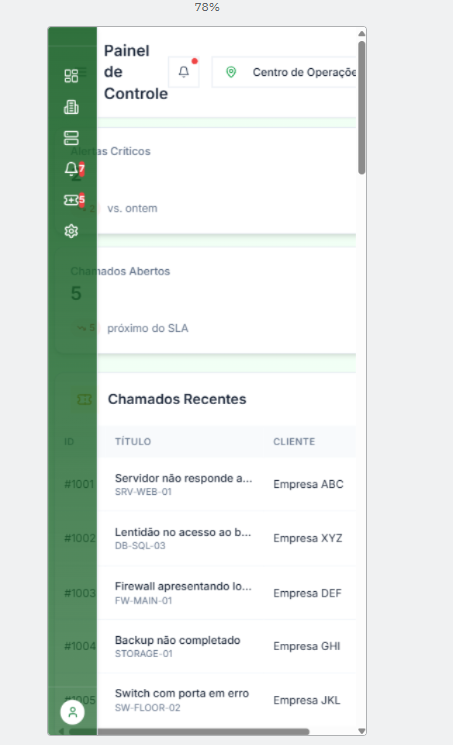 78%
Painel
de
Controle
Centro de Operaçõe
Alertas Críticos
vs. ontem
7
5
Chamados Abertos
5
5
próximo do SLA
Chamados Recentes
ID TÍTULO CLIENTE
#1001 Servidor não responde a... Empresa ABC
SRV-WEB-01
#1002 Lentidão no acesso ao b... Empresa XYZ
DB-SQL-03
#1003 Firewall apresentando lo... Empresa DEF
FW-MAIN-01
#1004 Backup não completado Empresa GHI
STORAGE-01
#1005 Switch com porta em erro Empresa JKL
SW-FLOOR-02